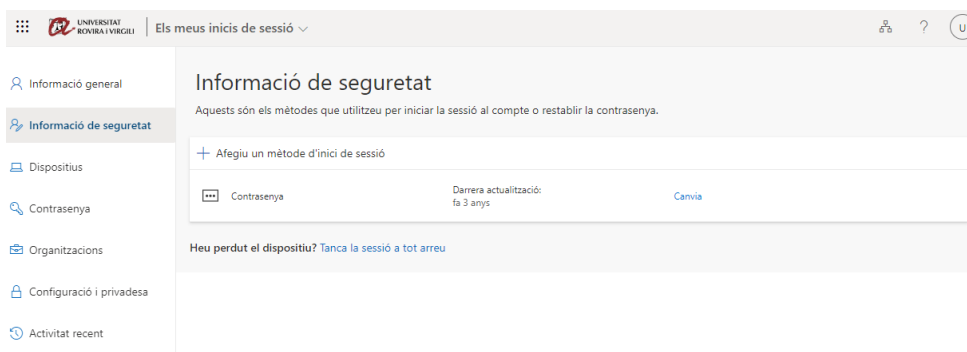 UNIVERSITAT
ROVIRA I VIRGILI
Els meus inicis de sessió
?
U
Informació general
Informació de seguretat
Dispositius
Contrasenya
Organitzacions
Configuració i privadesa
Activitat recent
Informació de seguretat
Aquests són els mètodes que utilitzeu per iniciar la sessió al compte o restablir la contrasenya.
+ Afegiu un mètode d'inici de sessió
Contrasenya
Darrera actualització:
fa 3 anys
Canvia
Heu perdut el dispositiu? Tanca la sessió a tot arreu